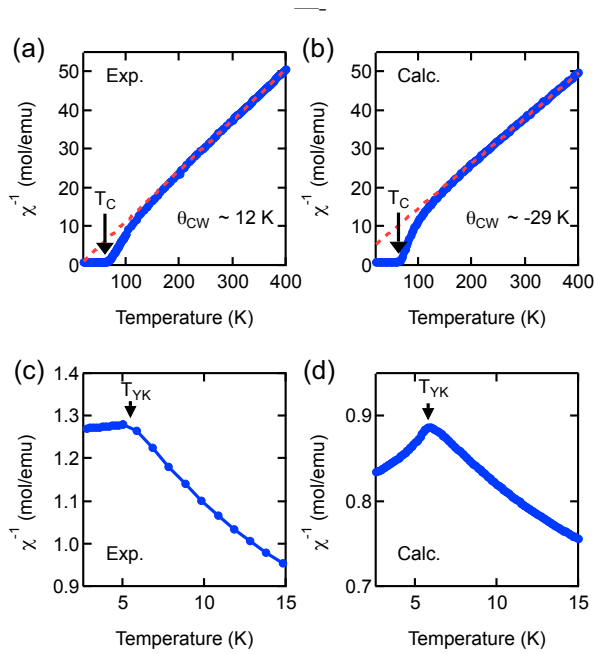 (a)
50
40
30
20
10
0
Exp.
T_C
θ_CW ~ 12 K
100 200 300 400
Temperature (K)
χ⁻¹ (mol/emu)
(b)
50
40
30
20
10
0
Calc.
T_C
θ_CW ~ -29 K
100 200 300 400
Temperature (K)
χ⁻¹ (mol/emu)
(c)
1.4
1.3
1.2
1.1
1.0
0.9
T_YK
Exp.
5 10 15
Temperature (K)
χ⁻¹ (mol/emu)
(d)
0.9
0.8
0.7
T_YK
Calc.
5 10 15
Temperature (K)
χ⁻¹ (mol/emu)